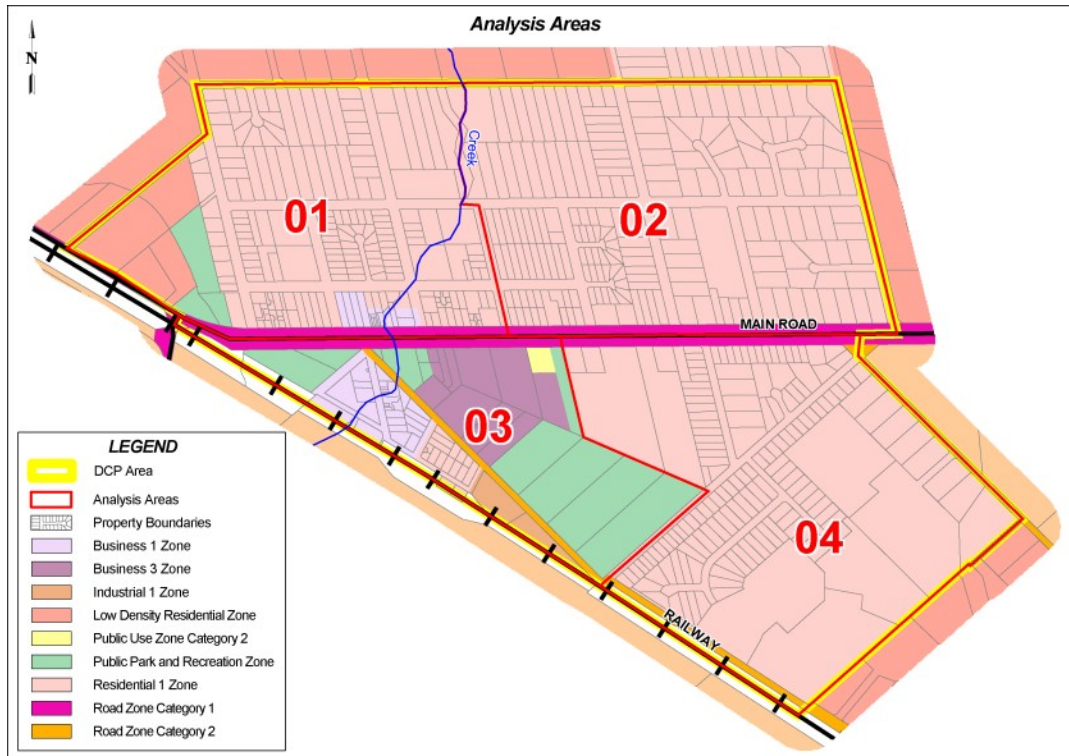 Analysis Areas
N
Creek
01
02
MAIN ROAD
03
04
RAILWAY
LEGEND
DCP Area
Analysis Areas
Property Boundaries
Business 1 Zone
Business 3 Zone
Industrial 1 Zone
Low Density Residential Zone
Public Use Zone Category 2
Public Park and Recreation Zone
Residential 1 Zone
Road Zone Category 1
Road Zone Category 2